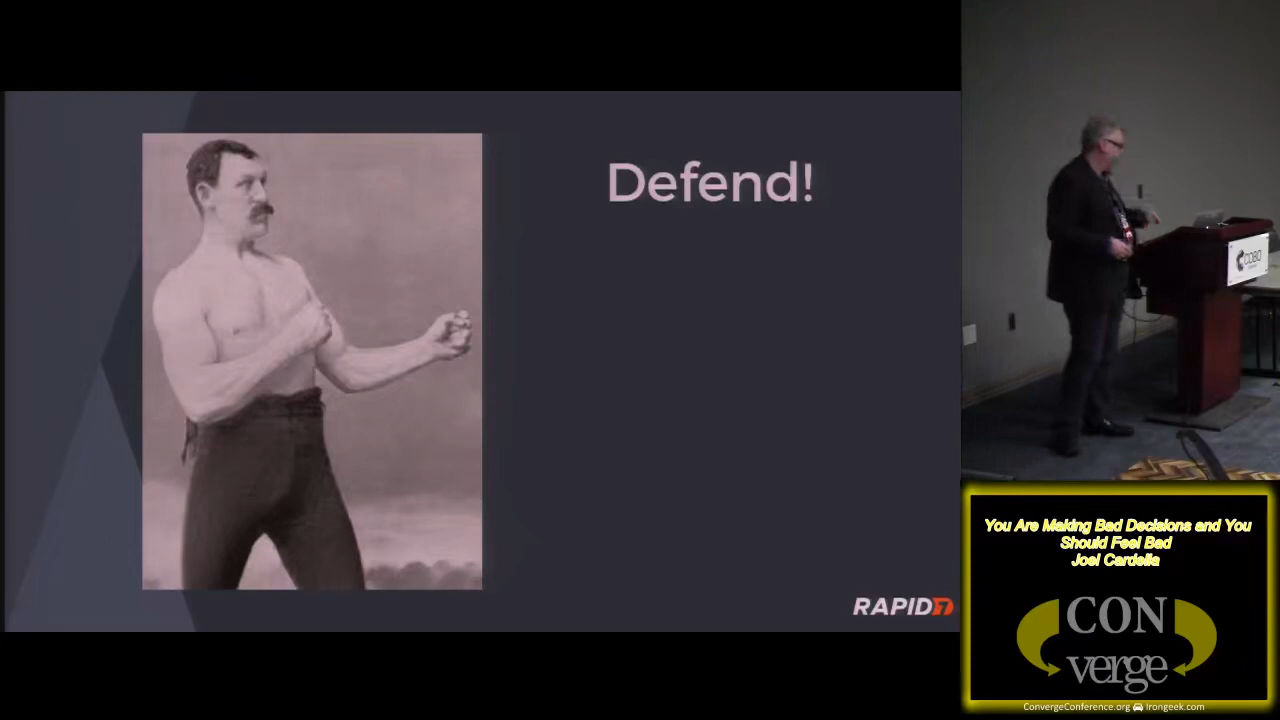 Defend!
RAPID7
COBO
You Are Making Bad Decisions and You
Should Feel Bad
Joel Cardella
CON
verge
ConvergeConference.org Irongeek.com